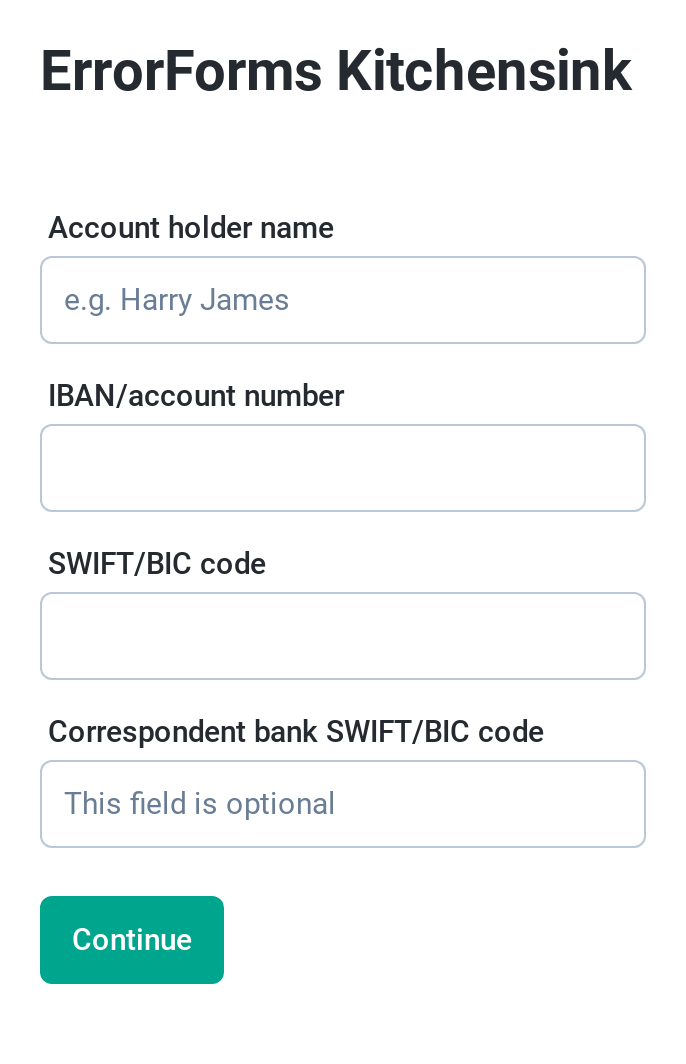 ErrorForms Kitchensink
Account holder name
e.g. Harry James
IBAN/account number
SWIFT/BIC code
Correspondent bank SWIFT/BIC code
This field is optional
Continue